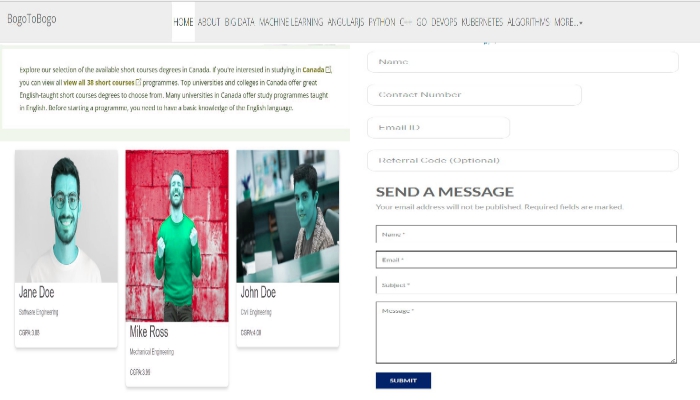 BogoToBogo
HOME ABOUT BIG DATA MACHINE LEARNING ANGULARJS PYTHON C++ GO DEVOPS KUBERNETES ALGORITHMS MORE...
Explore our selection of the available short courses degrees in Canada. If you're interested in studying in Canada,
you can view all view all 38 short courses programmes. Top universities and colleges in Canada offer great
English-taught short courses degrees to choose from. Many universities in Canada offer study programmes taught
in English. Before starting a programme, you need to have a basic knowledge of the English language.
Jane Doe
Software Engineering
CGPA:3.85
Mike Ross
Mechanical Engineering
John Doe
Civil Engineering
CGPA:4.00
Name
Contact Number
Email ID
Referral Code (Optional)
SEND A MESSAGE
Your email address will not be published. Required fields are marked.
Name *
Email *
Subject *
Message *
SUBMIT